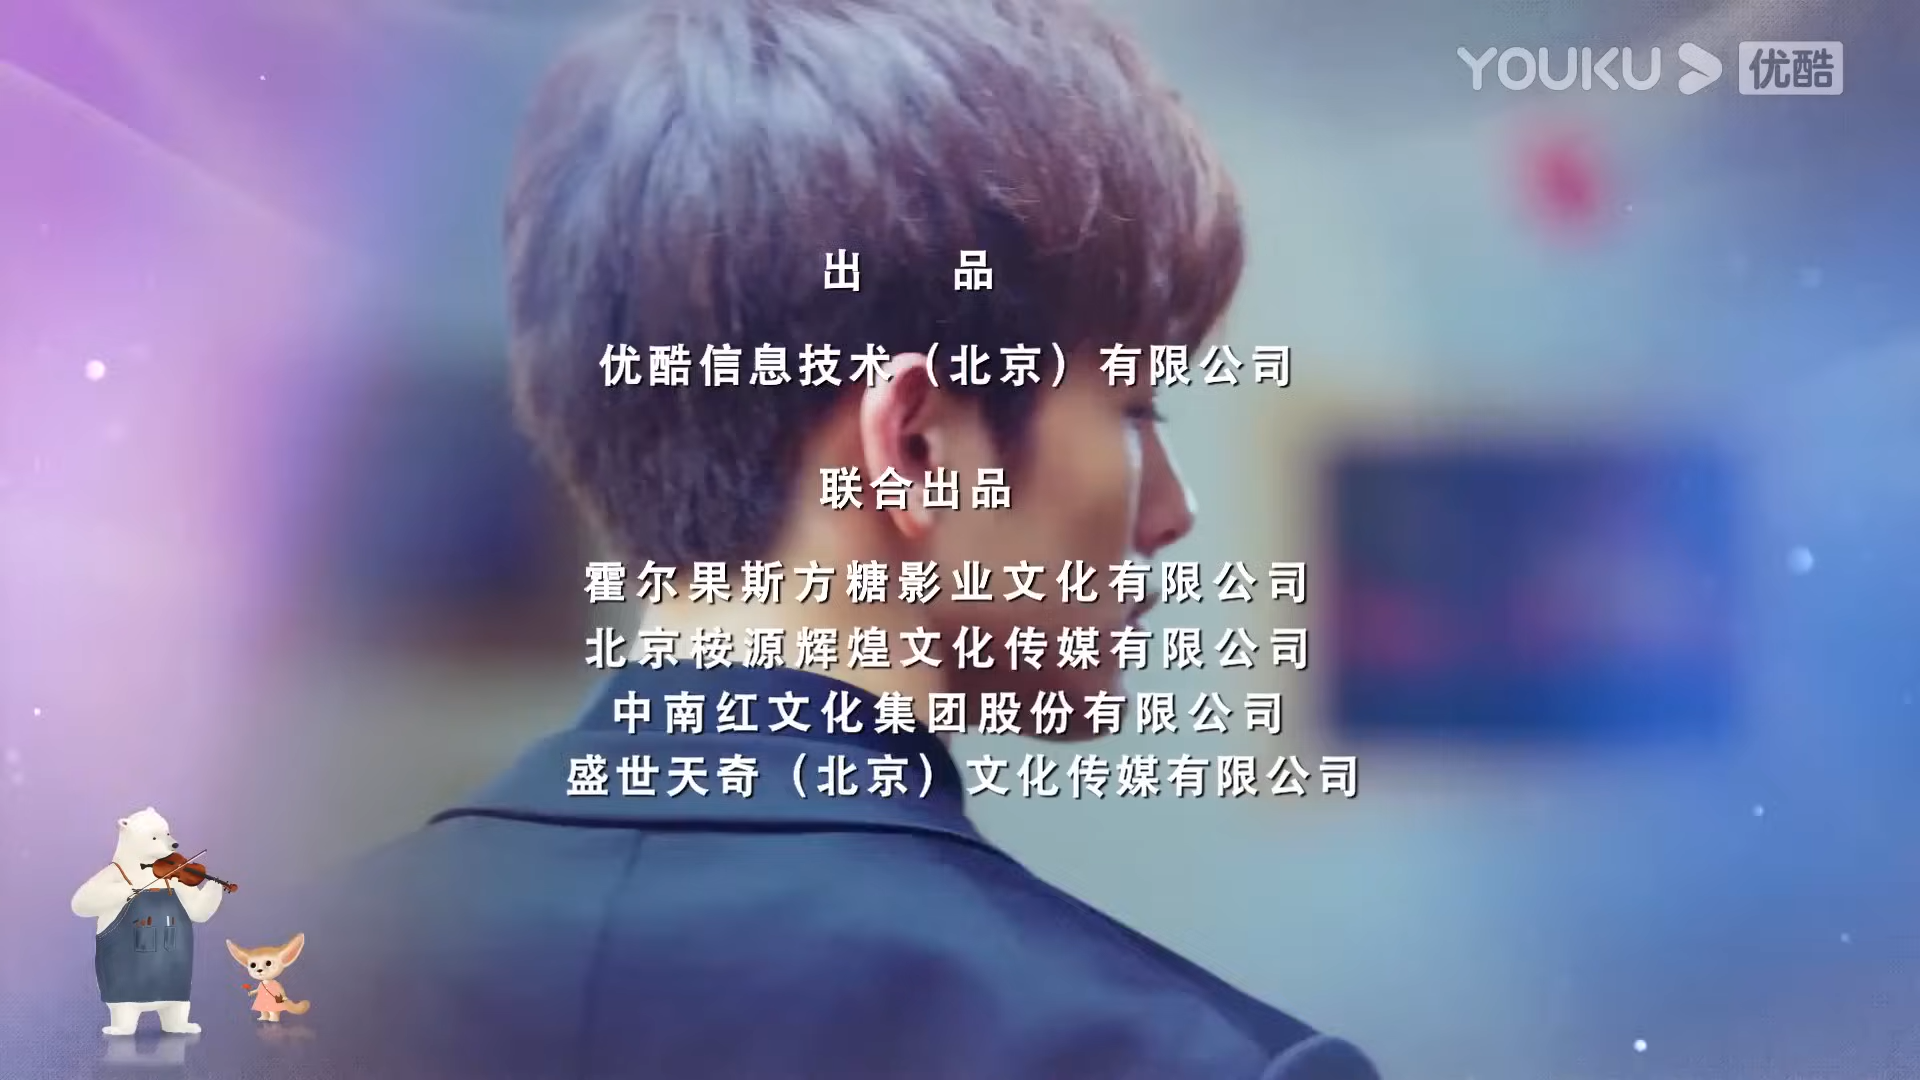 YOUKU 优酷
出 品
优酷信息技术（北京）有限公司
联合出品
霍尔果斯方糖影业文化有限公司
北京桉源辉煌文化传媒有限公司
中南红文化集团股份有限公司
盛世天奇（北京）文化传媒有限公司